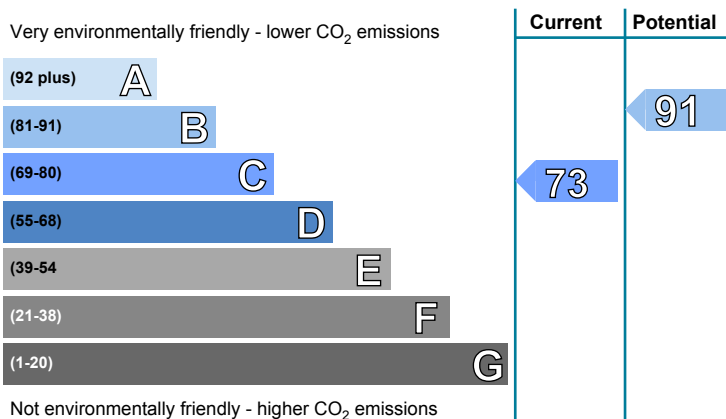 Current Potential
Very environmentally friendly - lower CO2 emissions
(92 plus) A
(81-91) B
91
(69-80) C
73
(55-68) D
(39-54 E
(21-38) F
(1-20) G
Not environmentally friendly - higher CO2 emissions